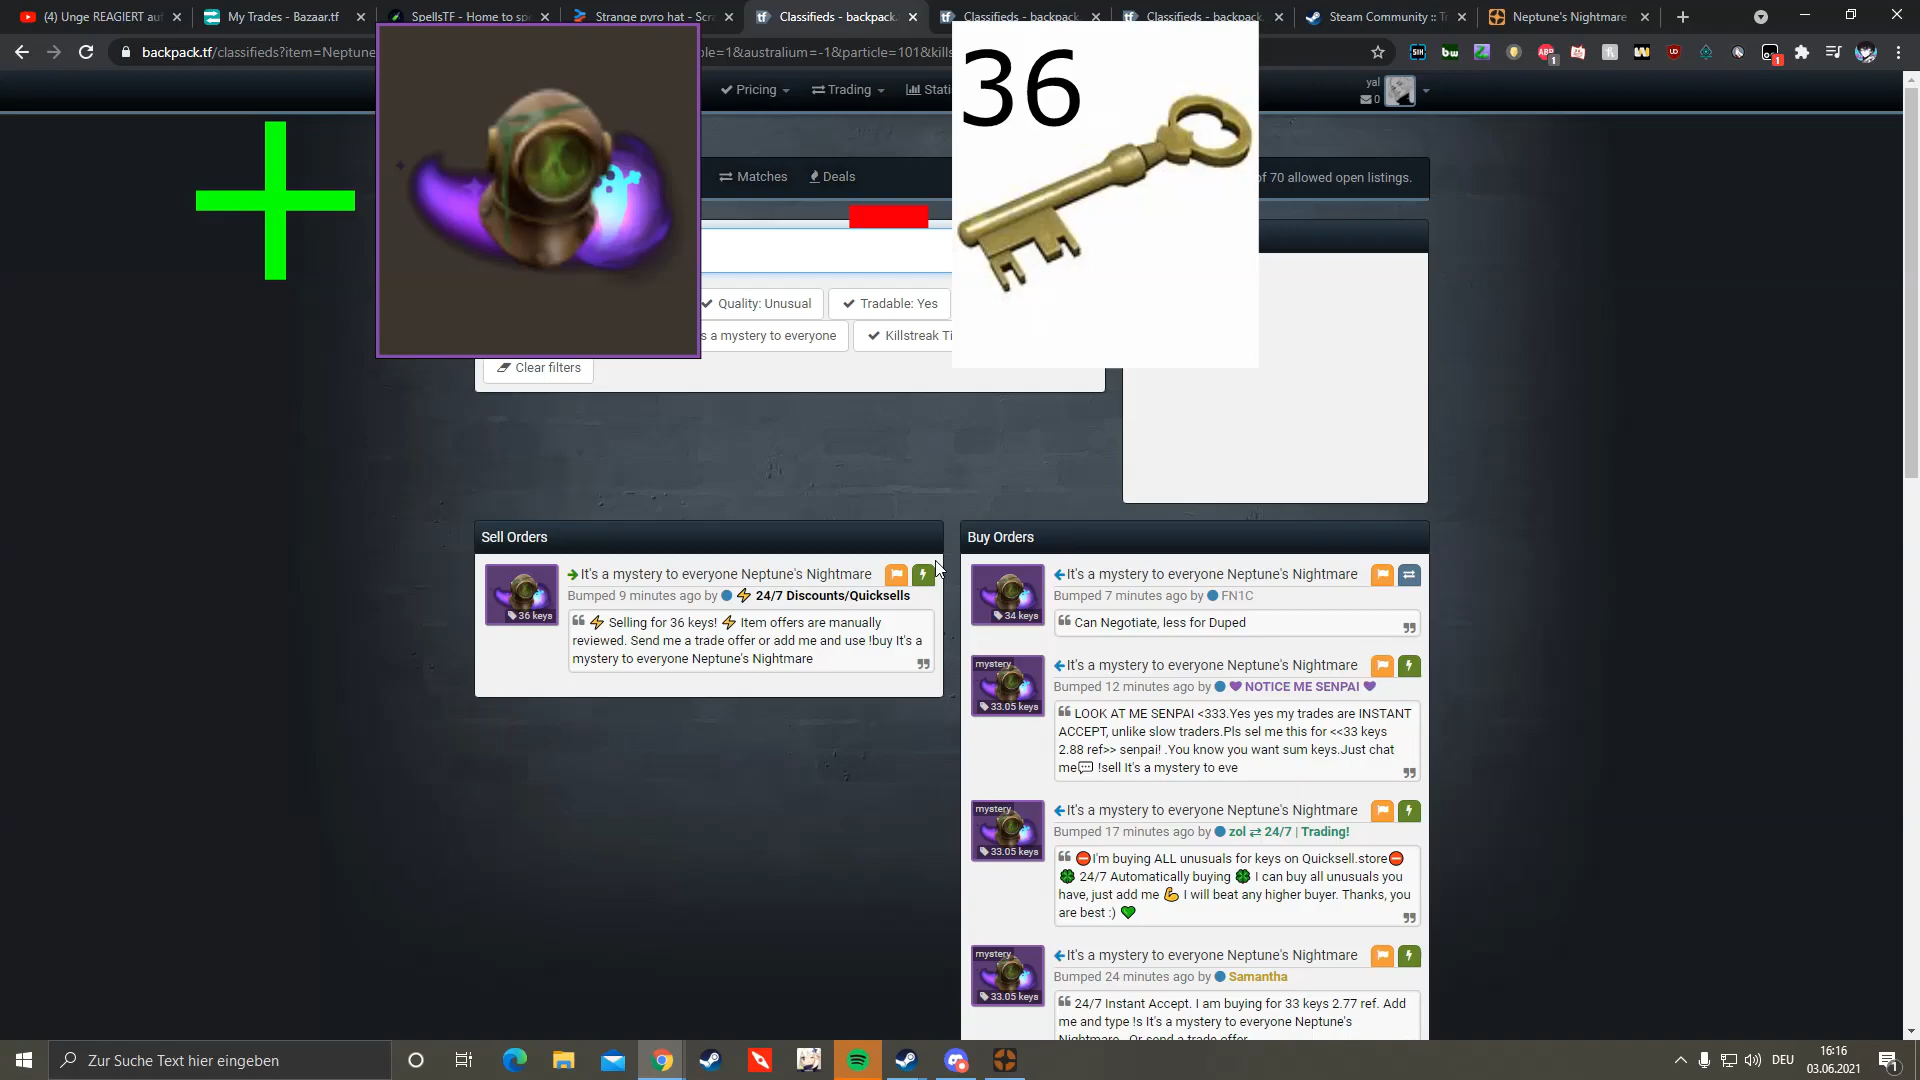 (4) Unge REAGIERT auf
My Trades - Bazaar.tf
SpellsTF - Home to sp
Strange pyro hat - Scr
Classifieds - backpack.
Classifieds - backpack.
Classifieds - backpack.
Steam Community :: Tr
Neptune's Nightmare
backpack.tf/classifieds?item=Neptune
ble=1&australium=-1&particle=101&kills
36
Pricing
Trading
Stati
yal
0
Matches
Deals
of 70 allowed open listings.
Quality: Unusual
Tradable: Yes
s a mystery to everyone
Killstreak Ti
Clear filters
Sell Orders
It's a mystery to everyone Neptune's Nightmare
Bumped 9 minutes ago by ⚡ 24/7 Discounts/Quicksells
36 keys
⚡ Selling for 36 keys! ⚡ Item offers are manually
reviewed. Send me a trade offer or add me and use !buy It's a
mystery to everyone Neptune's Nightmare
Buy Orders
It's a mystery to everyone Neptune's Nightmare
Bumped 7 minutes ago by FN1C
34 keys
Can Negotiate, less for Duped
mystery
It's a mystery to everyone Neptune's Nightmare
Bumped 12 minutes ago by 💜 NOTICE ME SENPAI 💜
33.05 keys
LOOK AT ME SENPAI <333.Yes yes my trades are INSTANT
ACCEPT, unlike slow traders.Pls sel me this for <<33 keys
2.88 ref>> senpai! .You know you want sum keys.Just chat
me💬 !sell It's a mystery to eve
mystery
It's a mystery to everyone Neptune's Nightmare
Bumped 17 minutes ago by zol ⇄ 24/7 | Trading!
33.05 keys
⛔I'm buying ALL unusuals for keys on Quicksell.store⛔
🍀 24/7 Automatically buying 🍀 I can buy all unusuals you
have, just add me 💪 I will beat any higher buyer. Thanks, you
are best :) 💚
mystery
It's a mystery to everyone Neptune's Nightmare
Bumped 24 minutes ago by Samantha
33.05 keys
24/7 Instant Accept. I am buying for 33 keys 2.77 ref. Add
me and type !s It's a mystery to everyone Neptune's
Nightmare. Or send a trade offer
Zur Suche Text hier eingeben
DEU
16:16
03.06.2021
1